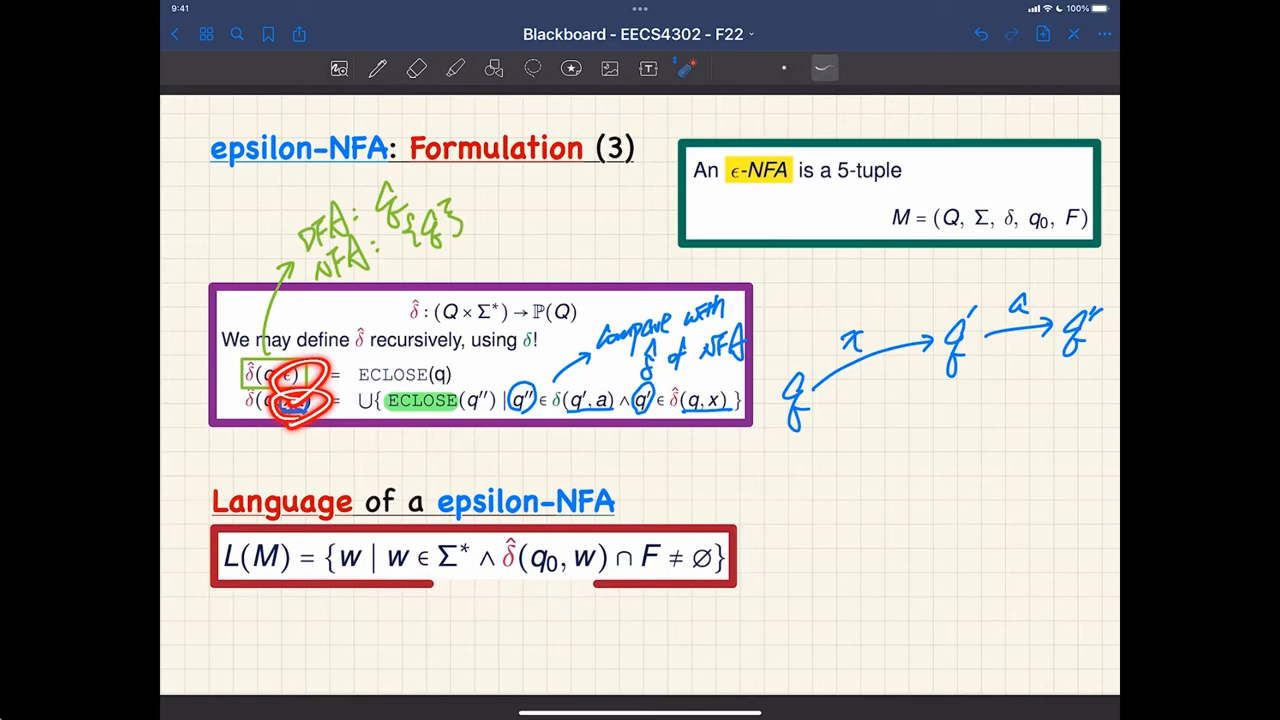 9:41
100%
Blackboard - EECS4302 - F22
epsilon-NFA: Formulation (3)
An ϵ-NFA is a 5-tuple
M = (Q, Σ, δ, q₀, F)
DFA: q
NFA: {q}
δ̂ : (Q × Σ*) → ℙ(Q)
We may define δ̂ recursively, using δ!
Compare with
δ̂ of NFA
δ̂(q, ϵ) = ECLOSE(q)
δ̂(q, = ∪{ ECLOSE(q″) | q″ ∈ δ(q′, a) ∧ q′ ∈ δ̂(q, x) }
q x q′ a q″
Language of a epsilon-NFA
L(M) = {w | w ∈ Σ* ∧ δ̂(q₀, w) ∩ F ≠ ∅}